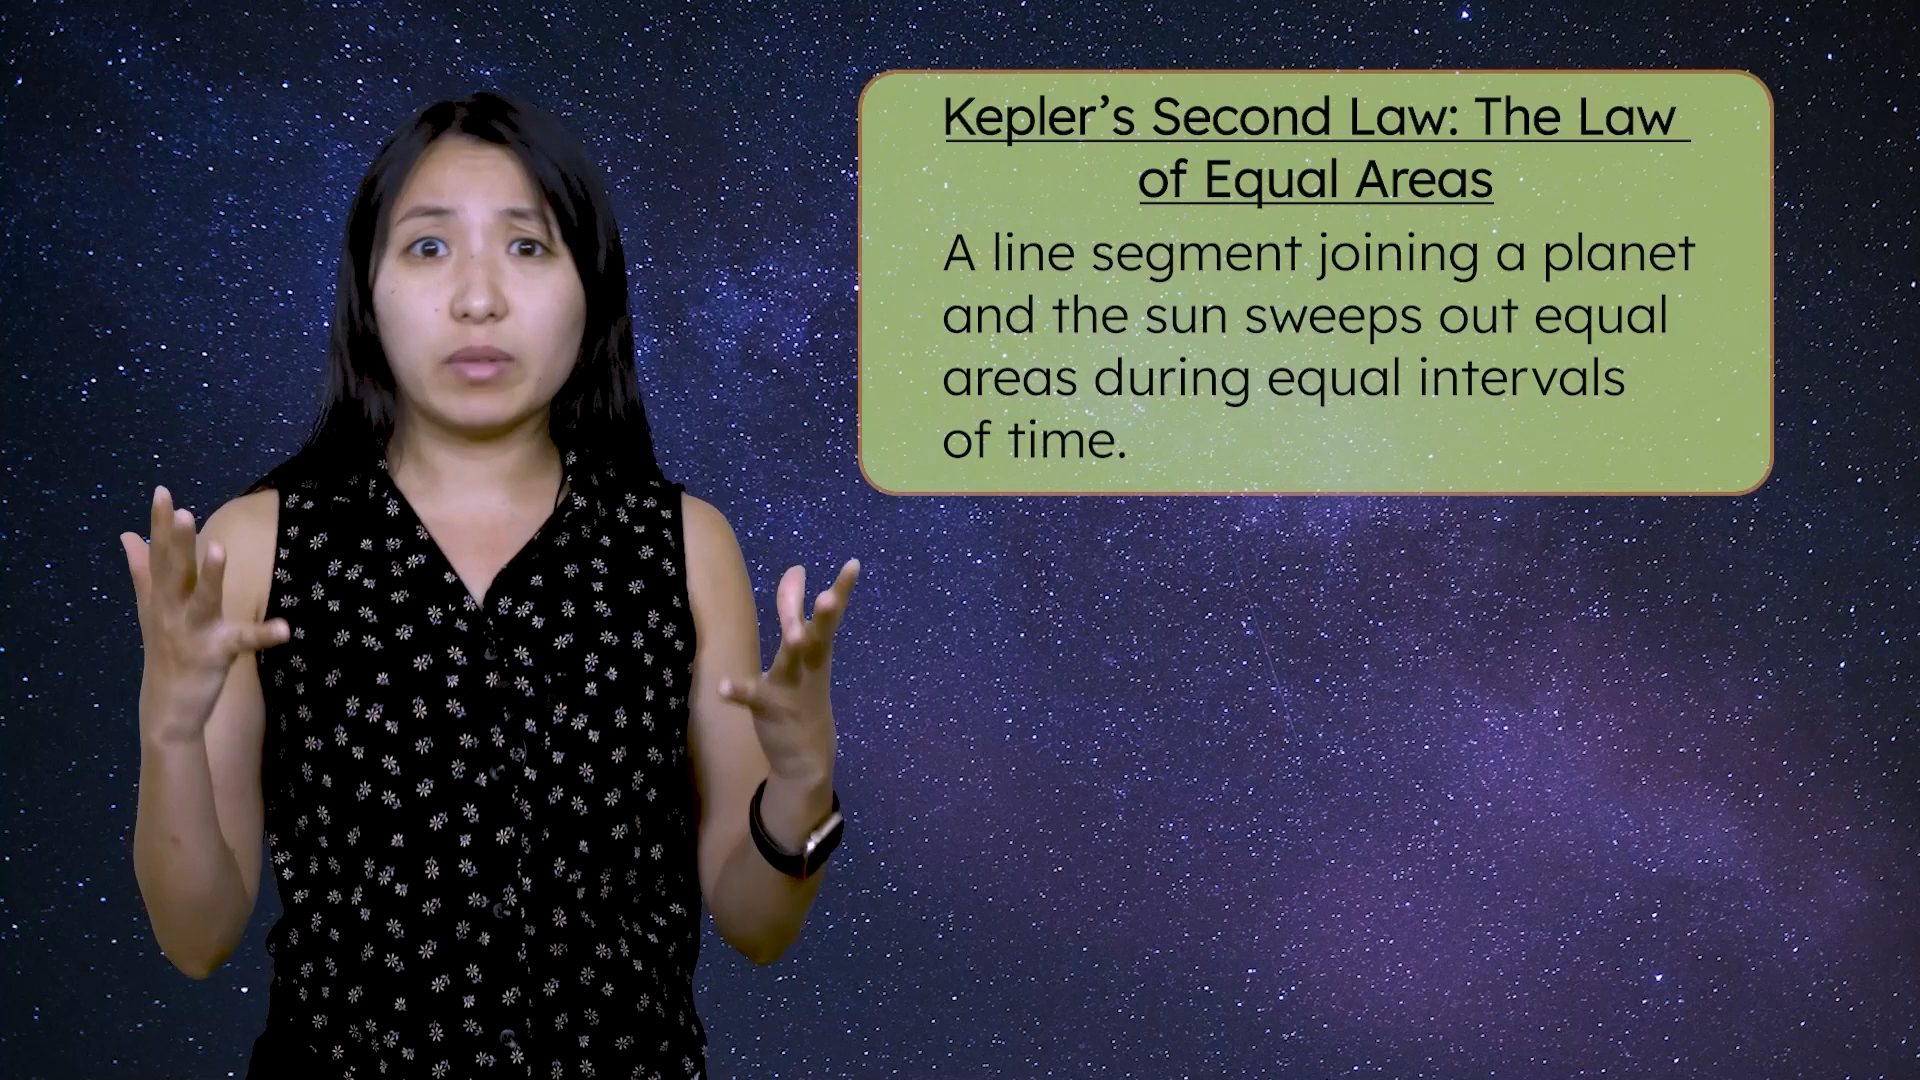 Kepler’s Second Law: The Law
of Equal Areas
A line segment joining a planet
and the sun sweeps out equal
areas during equal intervals
of time.